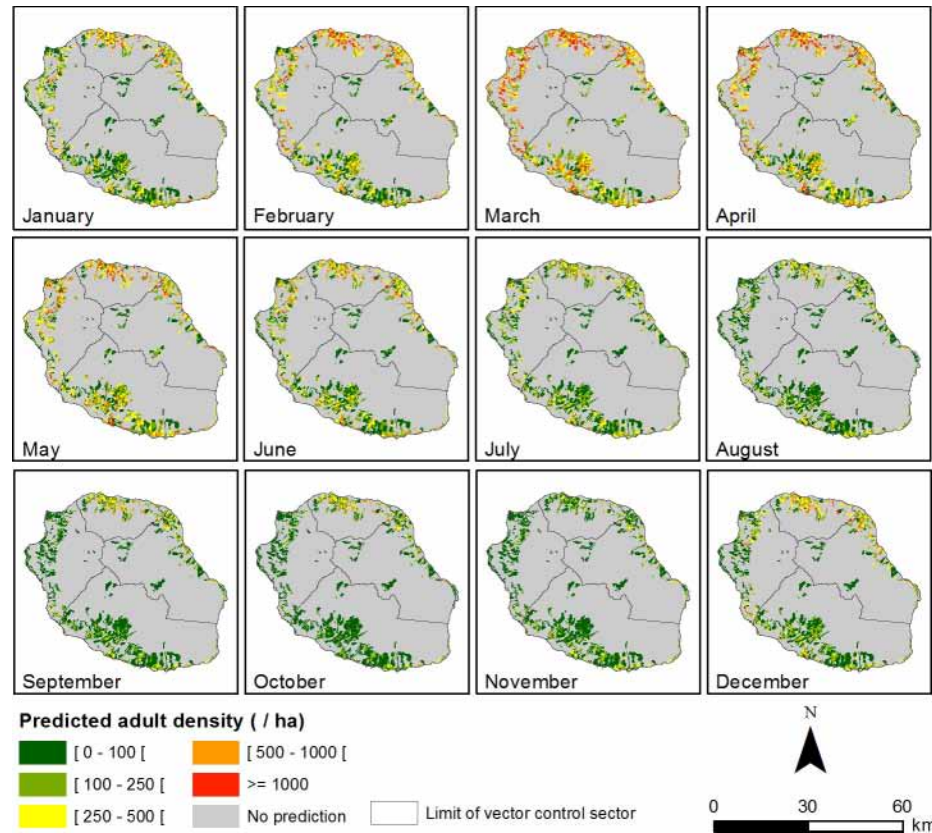 January
February
March
April
May
June
July
August
September
October
November
December
Predicted adult density ( / ha)
[ 0 - 100 [
[ 500 - 1000 [
[ 100 - 250 [
>= 1000
[ 250 - 500 [
No prediction
Limit of vector control sector
N
0 30 60
km